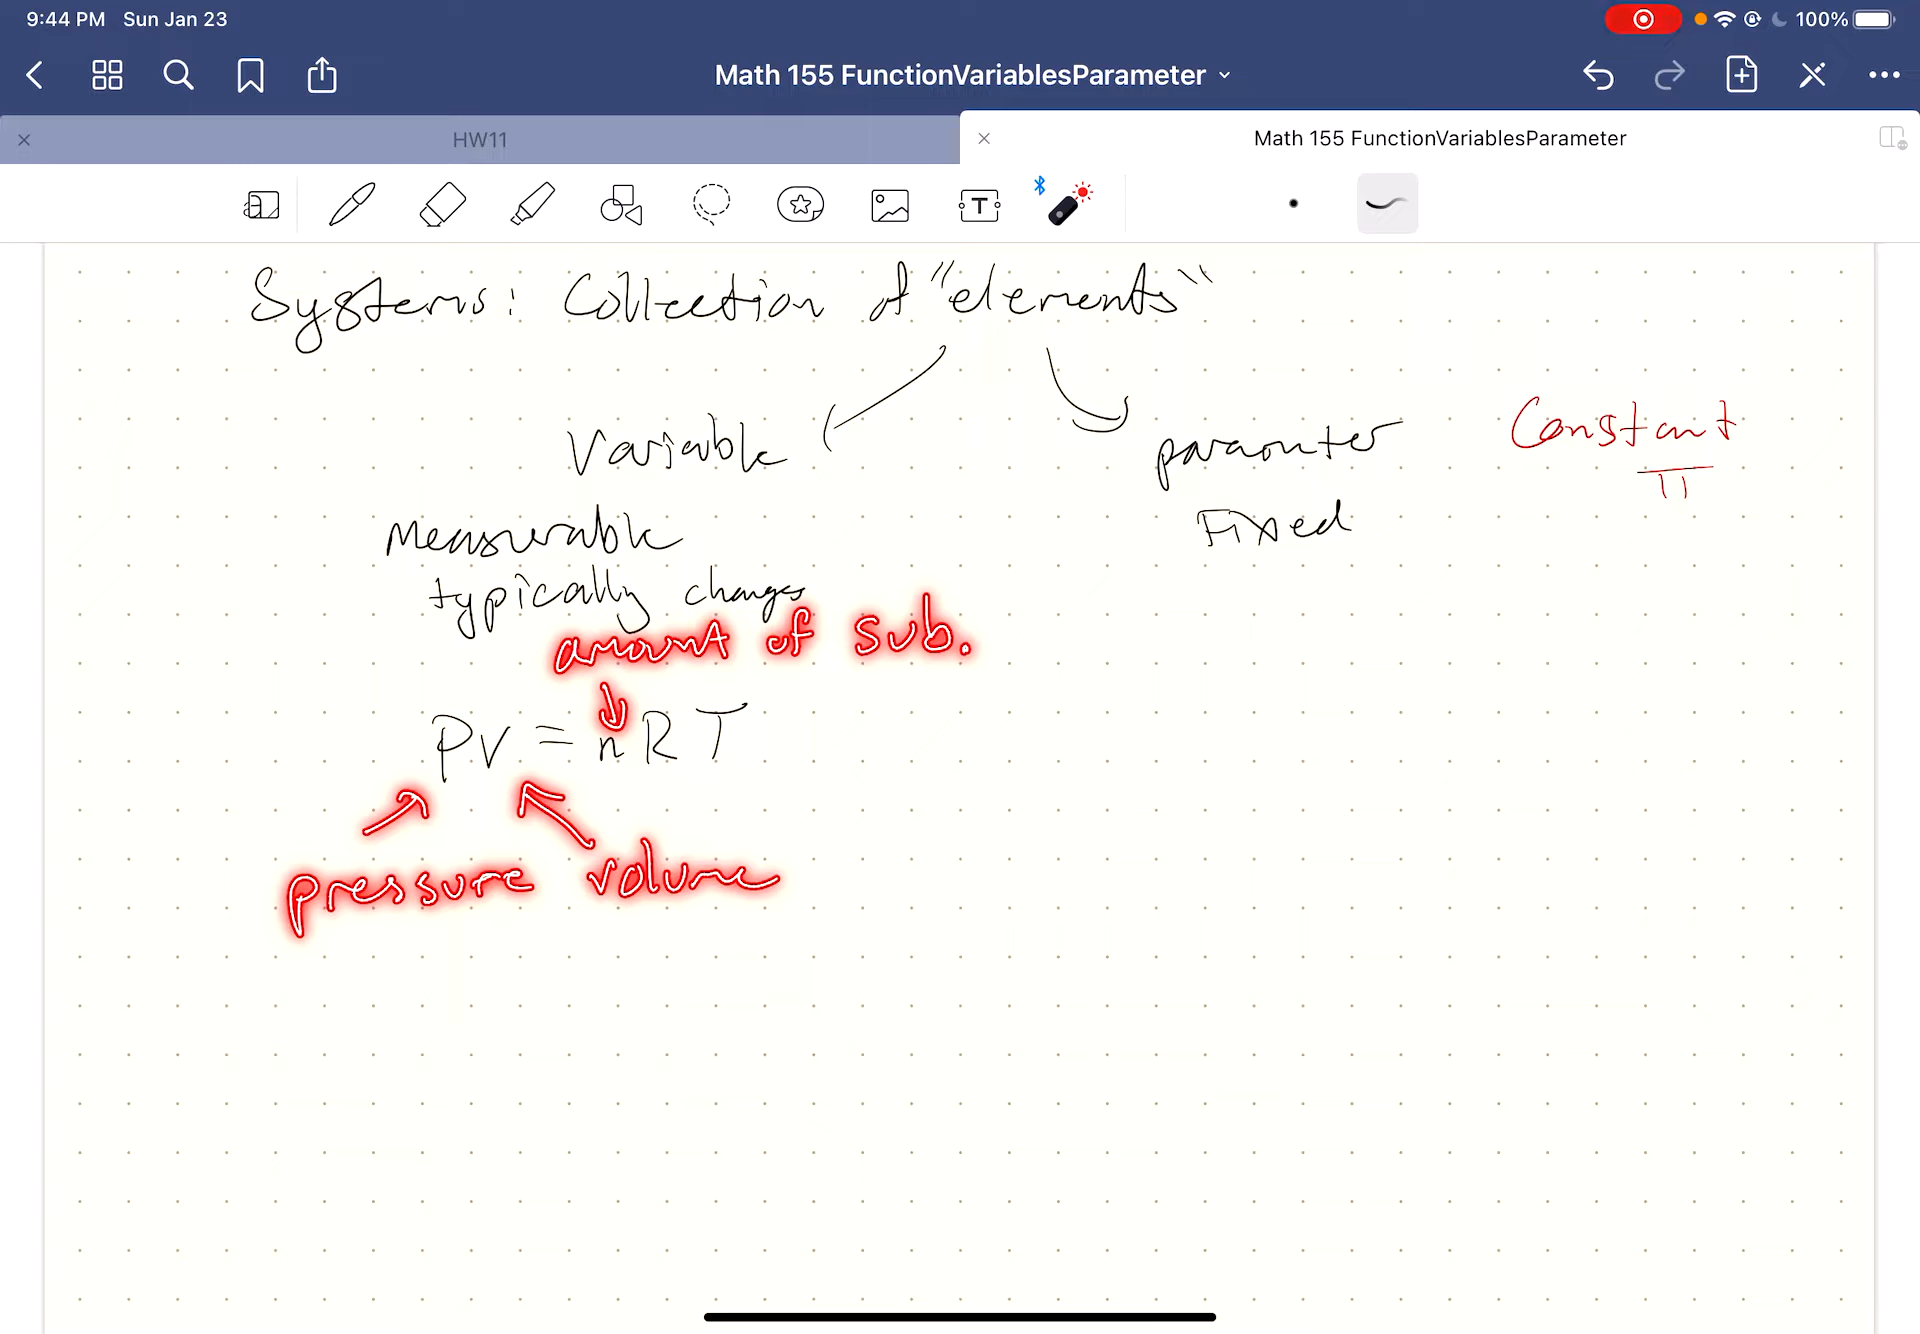 9:44 PM Sun Jan 23
100%
Math 155 FunctionVariablesParameter
HW11
Math 155 FunctionVariablesParameter
Systems: Collection of "elements"
Variable parameter Constant
π
Measurable Fixed
typically changes
amount of sub.
PV = nRT
pressure volume